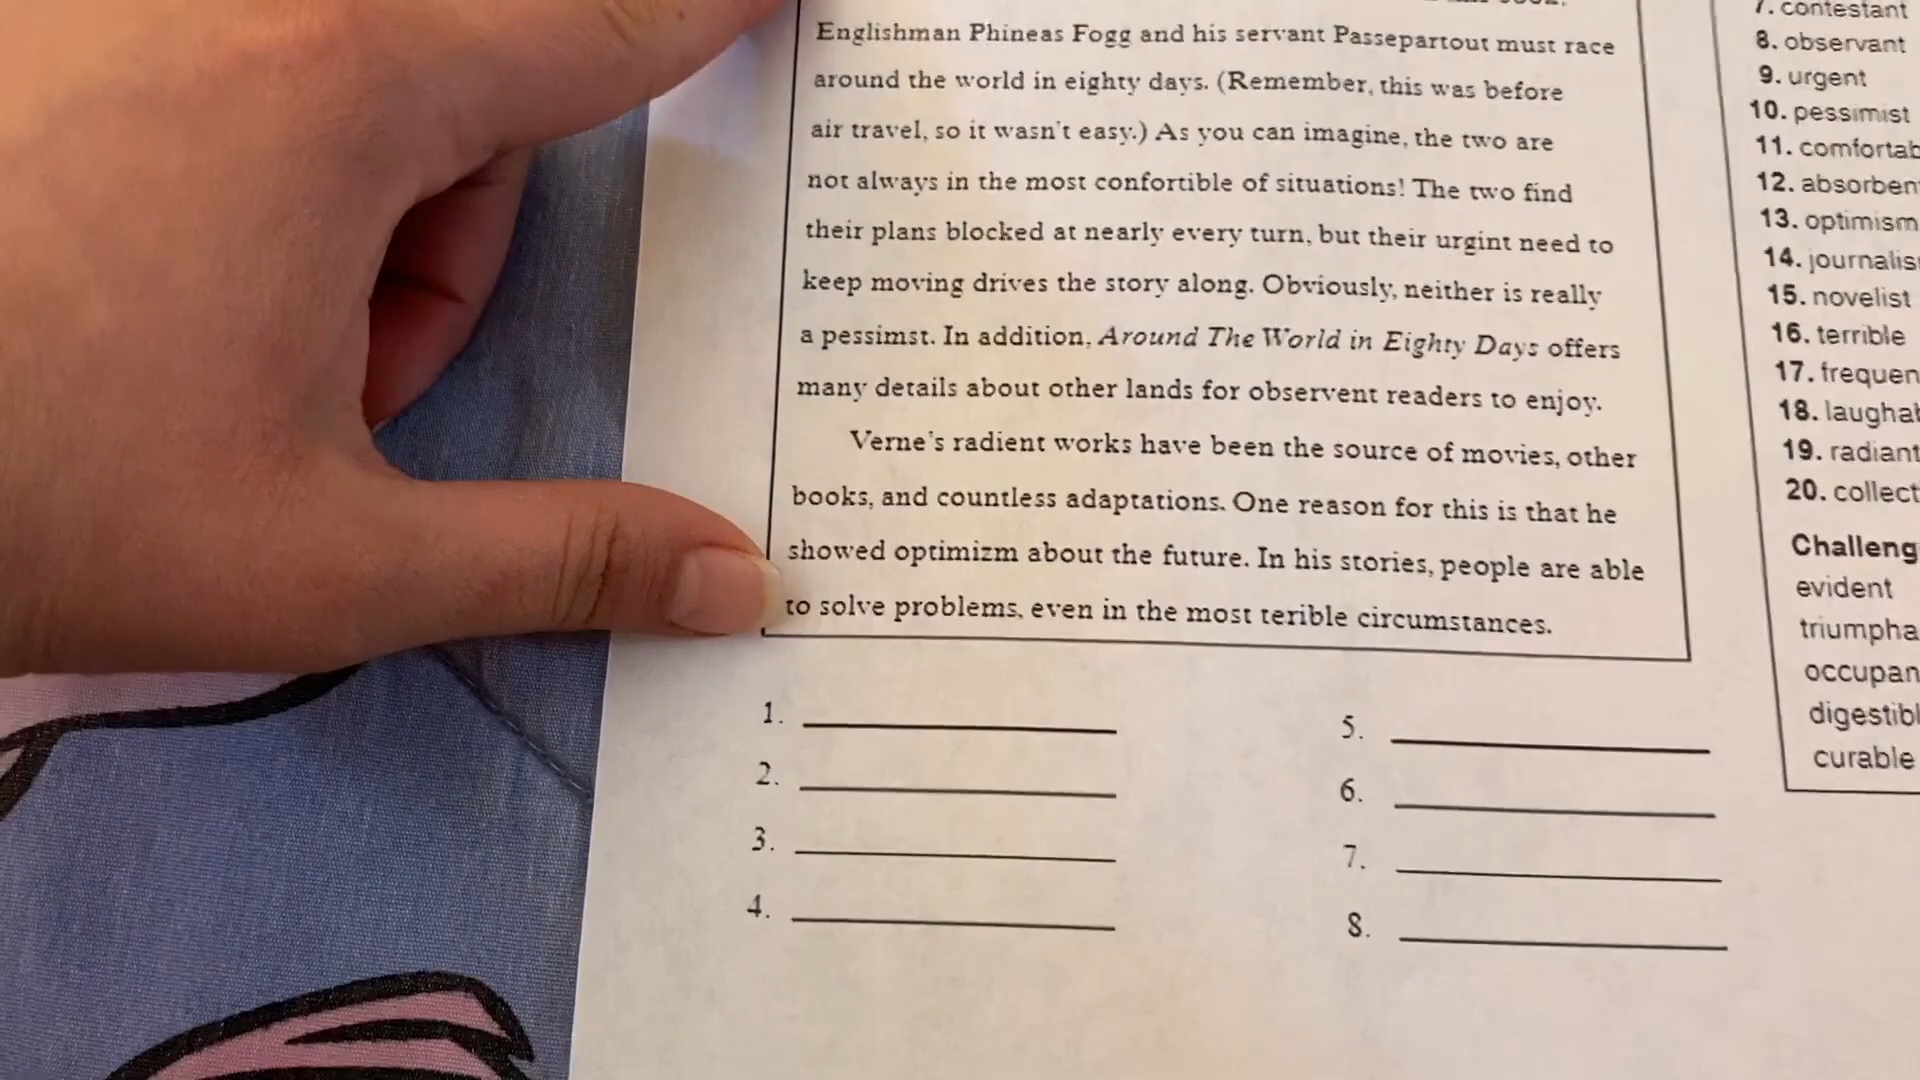 Englishman Phineas Fogg and his servant Passepartout must race
around the world in eighty days. (Remember, this was before
air travel, so it wasn't easy.) As you can imagine, the two are
not always in the most confortible of situations! The two find
their plans blocked at nearly every turn, but their urgint need to
keep moving drives the story along. Obviously, neither is really
a pessimst. In addition, Around The World in Eighty Days offers
many details about other lands for observent readers to enjoy.
Verne's radient works have been the source of movies, other
books, and countless adaptations. One reason for this is that he
showed optimizm about the future. In his stories, people are able
to solve problems, even in the most terible circumstances.
1.
2.
3.
4.
5.
6.
7.
8.
7. contestant
8. observant
9. urgent
10. pessimist
11. comfortab
12. absorben
13. optimism
14. journalis
15. novelist
16. terrible
17. frequen
18. laughab
19. radiant
20. collect
Challeng
evident
triumpha
occupan
digestibl
curable